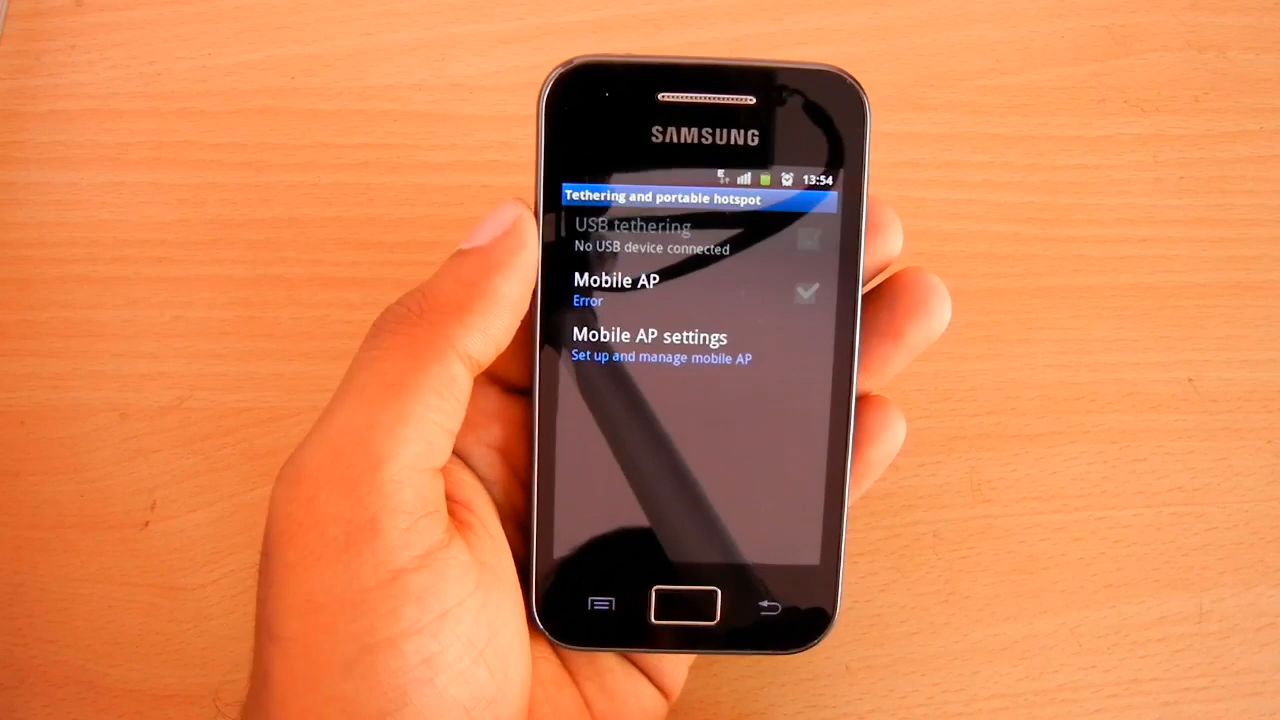 SAMSUNG
E 13:54
Tethering and portable hotspot
USB tethering
No USB device connected
Mobile AP
Error
Mobile AP settings
Set up and manage mobile AP